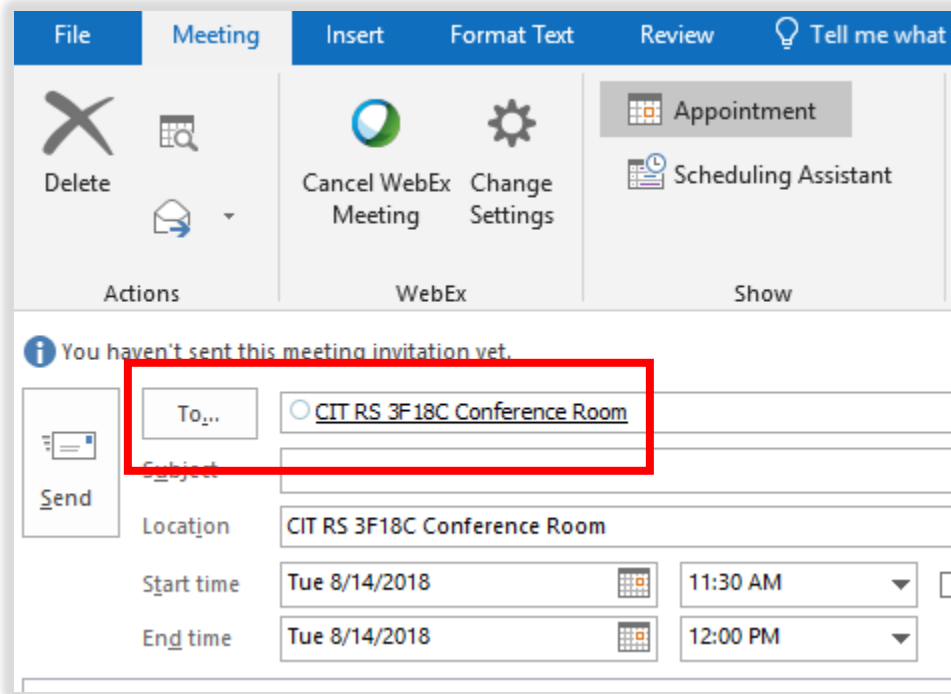 File Meeting Insert Format Text Review Tell me what
Appointment
Scheduling Assistant
Delete
Cancel WebEx Meeting
Change Settings
Actions WebEx Show
You haven't sent this meeting invitation yet.
To... CIT RS 3F18C Conference Room
Subject
Send
Location CIT RS 3F18C Conference Room
Start time Tue 8/14/2018 11:30 AM
End time Tue 8/14/2018 12:00 PM